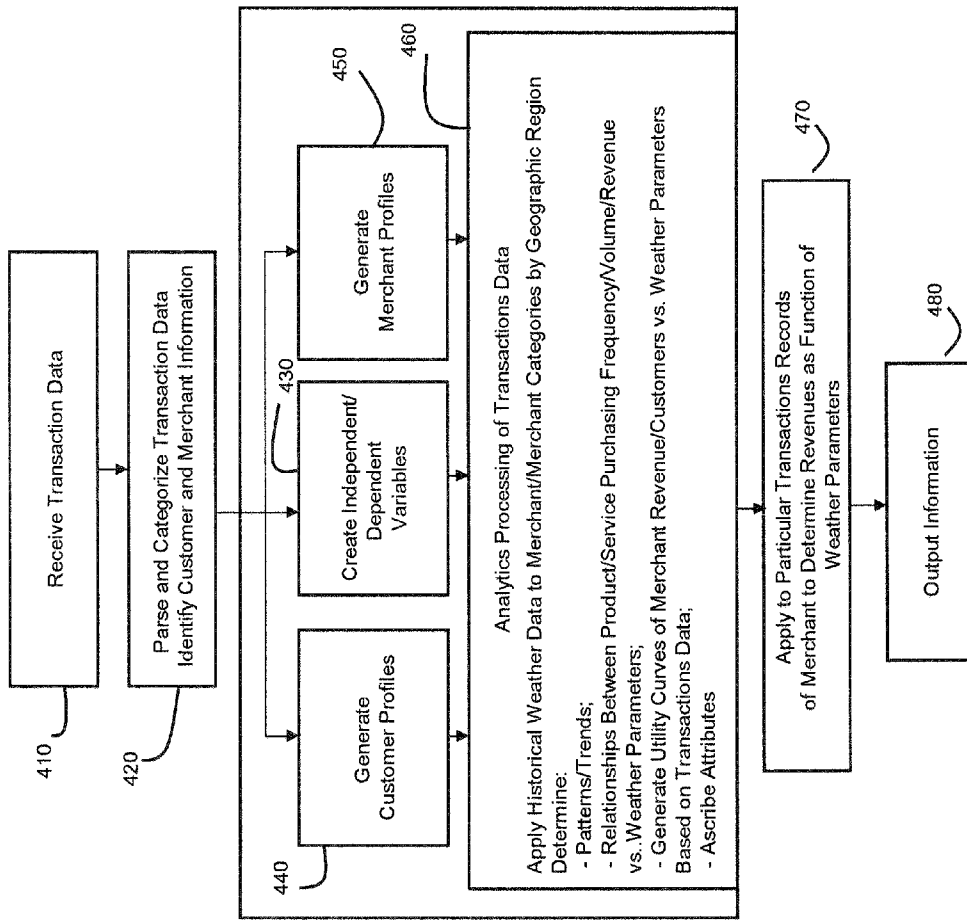 410
Receive Transaction Data
420
Parse and Categorize Transaction Data
Identify Customer and Merchant Information
440
Generate
Customer Profiles
430
Create Independent/
Dependent
Variables
450
Generate
Merchant Profiles
460
Analytics Processing of Transactions Data
Apply Historical Weather Data to Merchant/Merchant Categories by Geographic Region
Determine:
- Patterns/Trends;
- Relationships Between Product/Service Purchasing Frequency/Volume/Revenue
vs..Weather Parameters;
- Generate Utility Curves of Merchant Revenue/Customers vs. Weather Parameters
Based on Transactions Data;
- Ascribe Attributes
470
Apply to Particular Transactions Records
of Merchant to Determine Revenues as Function of
Weather Parameters
480
Output Information